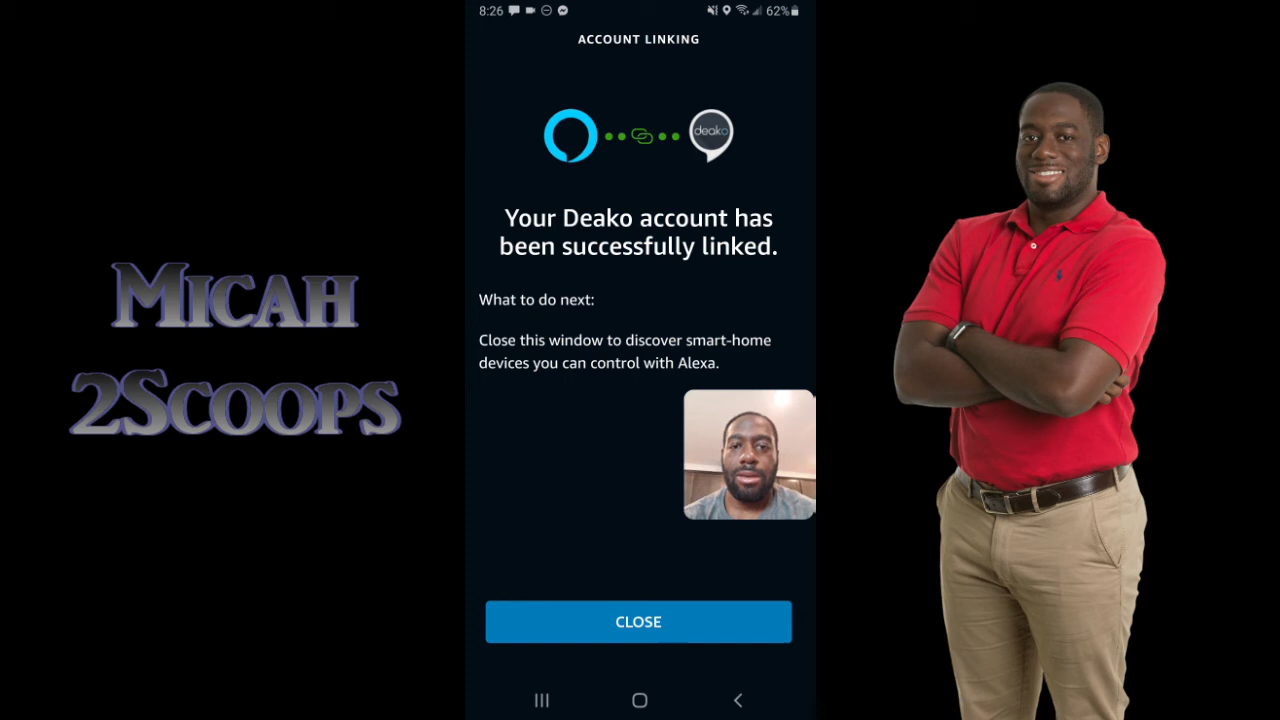 8:26
62%
ACCOUNT LINKING
deako
Your Deako account has
been successfully linked.
What to do next:
Close this window to discover smart-home
devices you can control with Alexa.
CLOSE
Micah
2Scoops